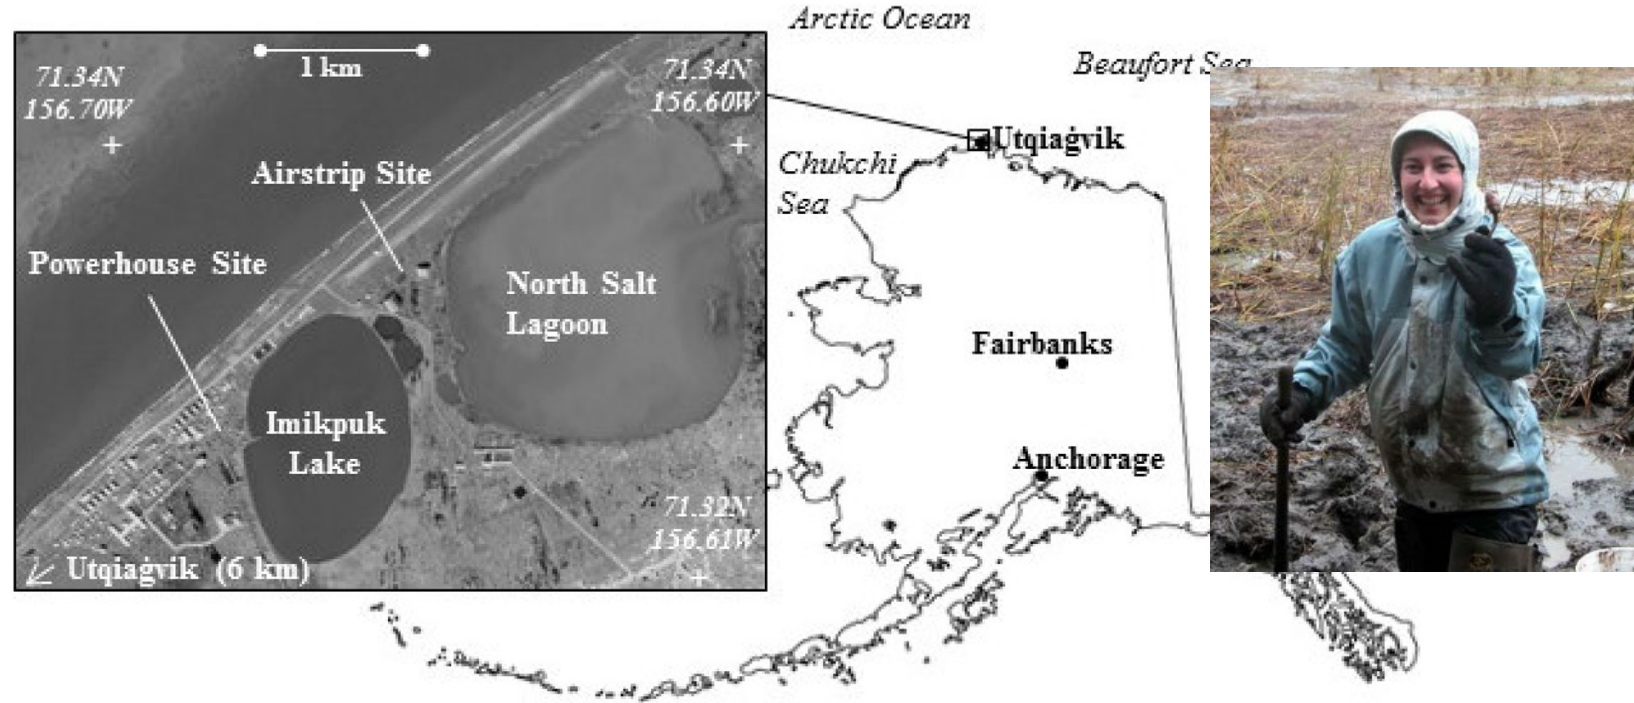 Arctic Ocean
Beaufort Sea
1 km
71.34N
156.70W
71.34N
156.60W
Airstrip Site
Powerhouse Site
North Salt
Lagoon
Imikpuk
Lake
71.32N
156.61W
Utqiaġvik (6 km)
Utqiaġvik
Chukchi
Sea
Fairbanks
Anchorage